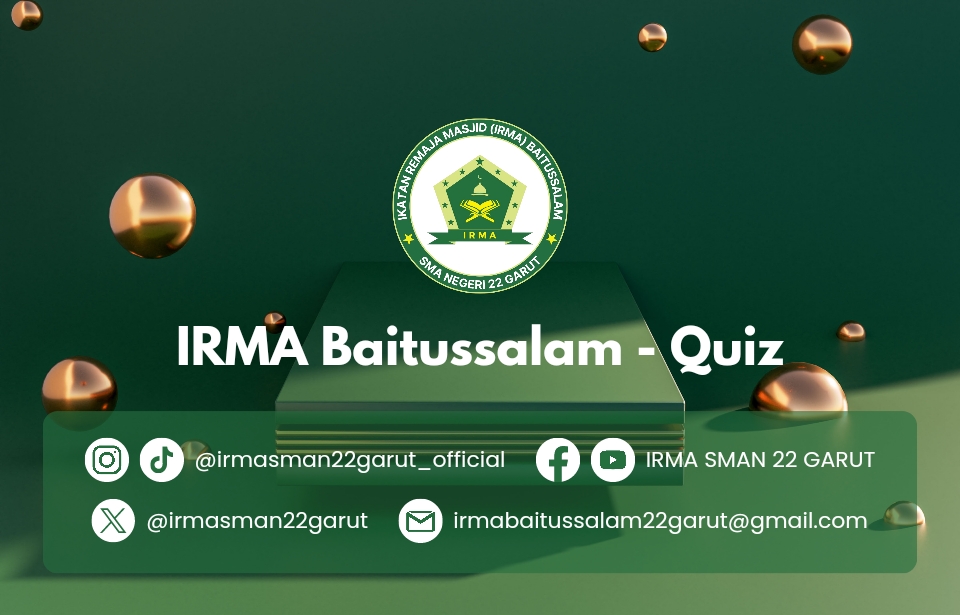 IKATAN REMAJA MASJID (IRMA) BAITUSSALAM
IRMA
SMA NEGERI 22 GARUT
IRMA Baitussalam - Quiz
@irmasman22garut_official
IRMA SMAN 22 GARUT
@irmasman22garut
irmabaitussalam22garut@gmail.com